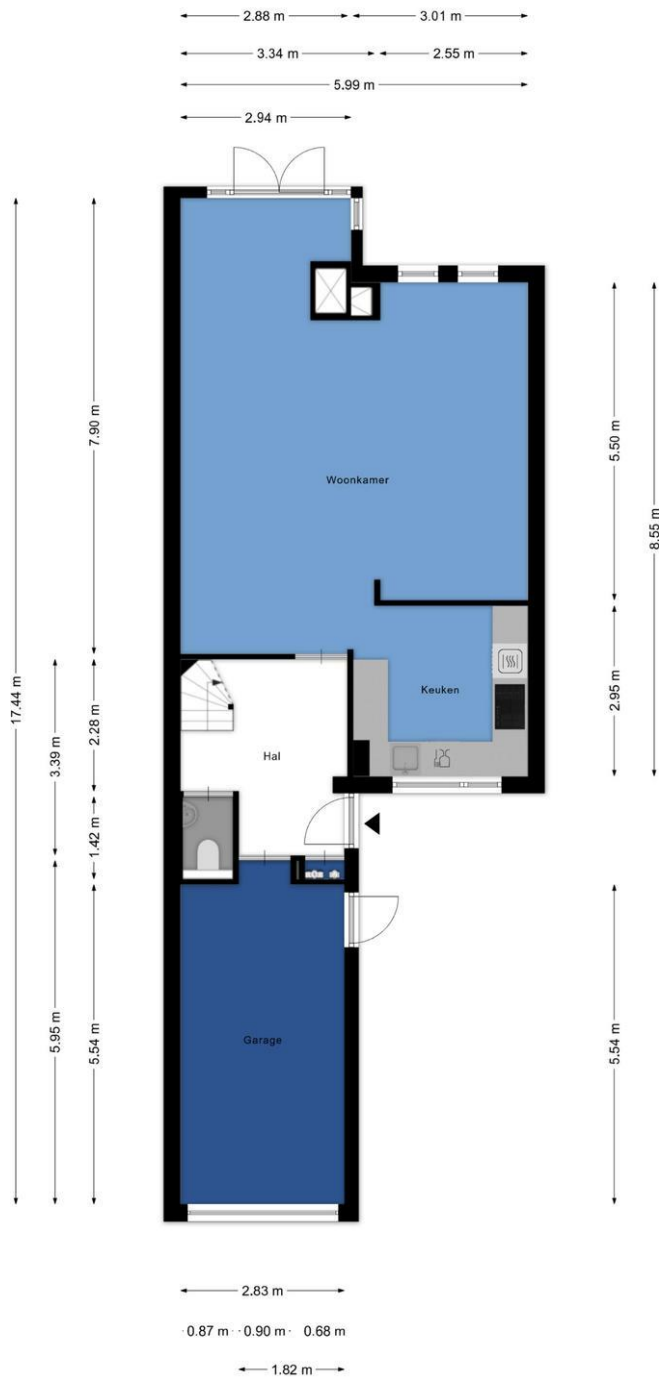 2.88 m 3.01 m
3.34 m 2.55 m
5.99 m
2.94 m
7.90 m
5.50 m
8.55 m
Woonkamer
17.44 m
3.39 m
2.28 m
2.95 m
Keuken
Hal
1.42 m
5.95 m
5.54 m
Garage
5.54 m
2.83 m
0.87 m 0.90 m 0.68 m
1.82 m